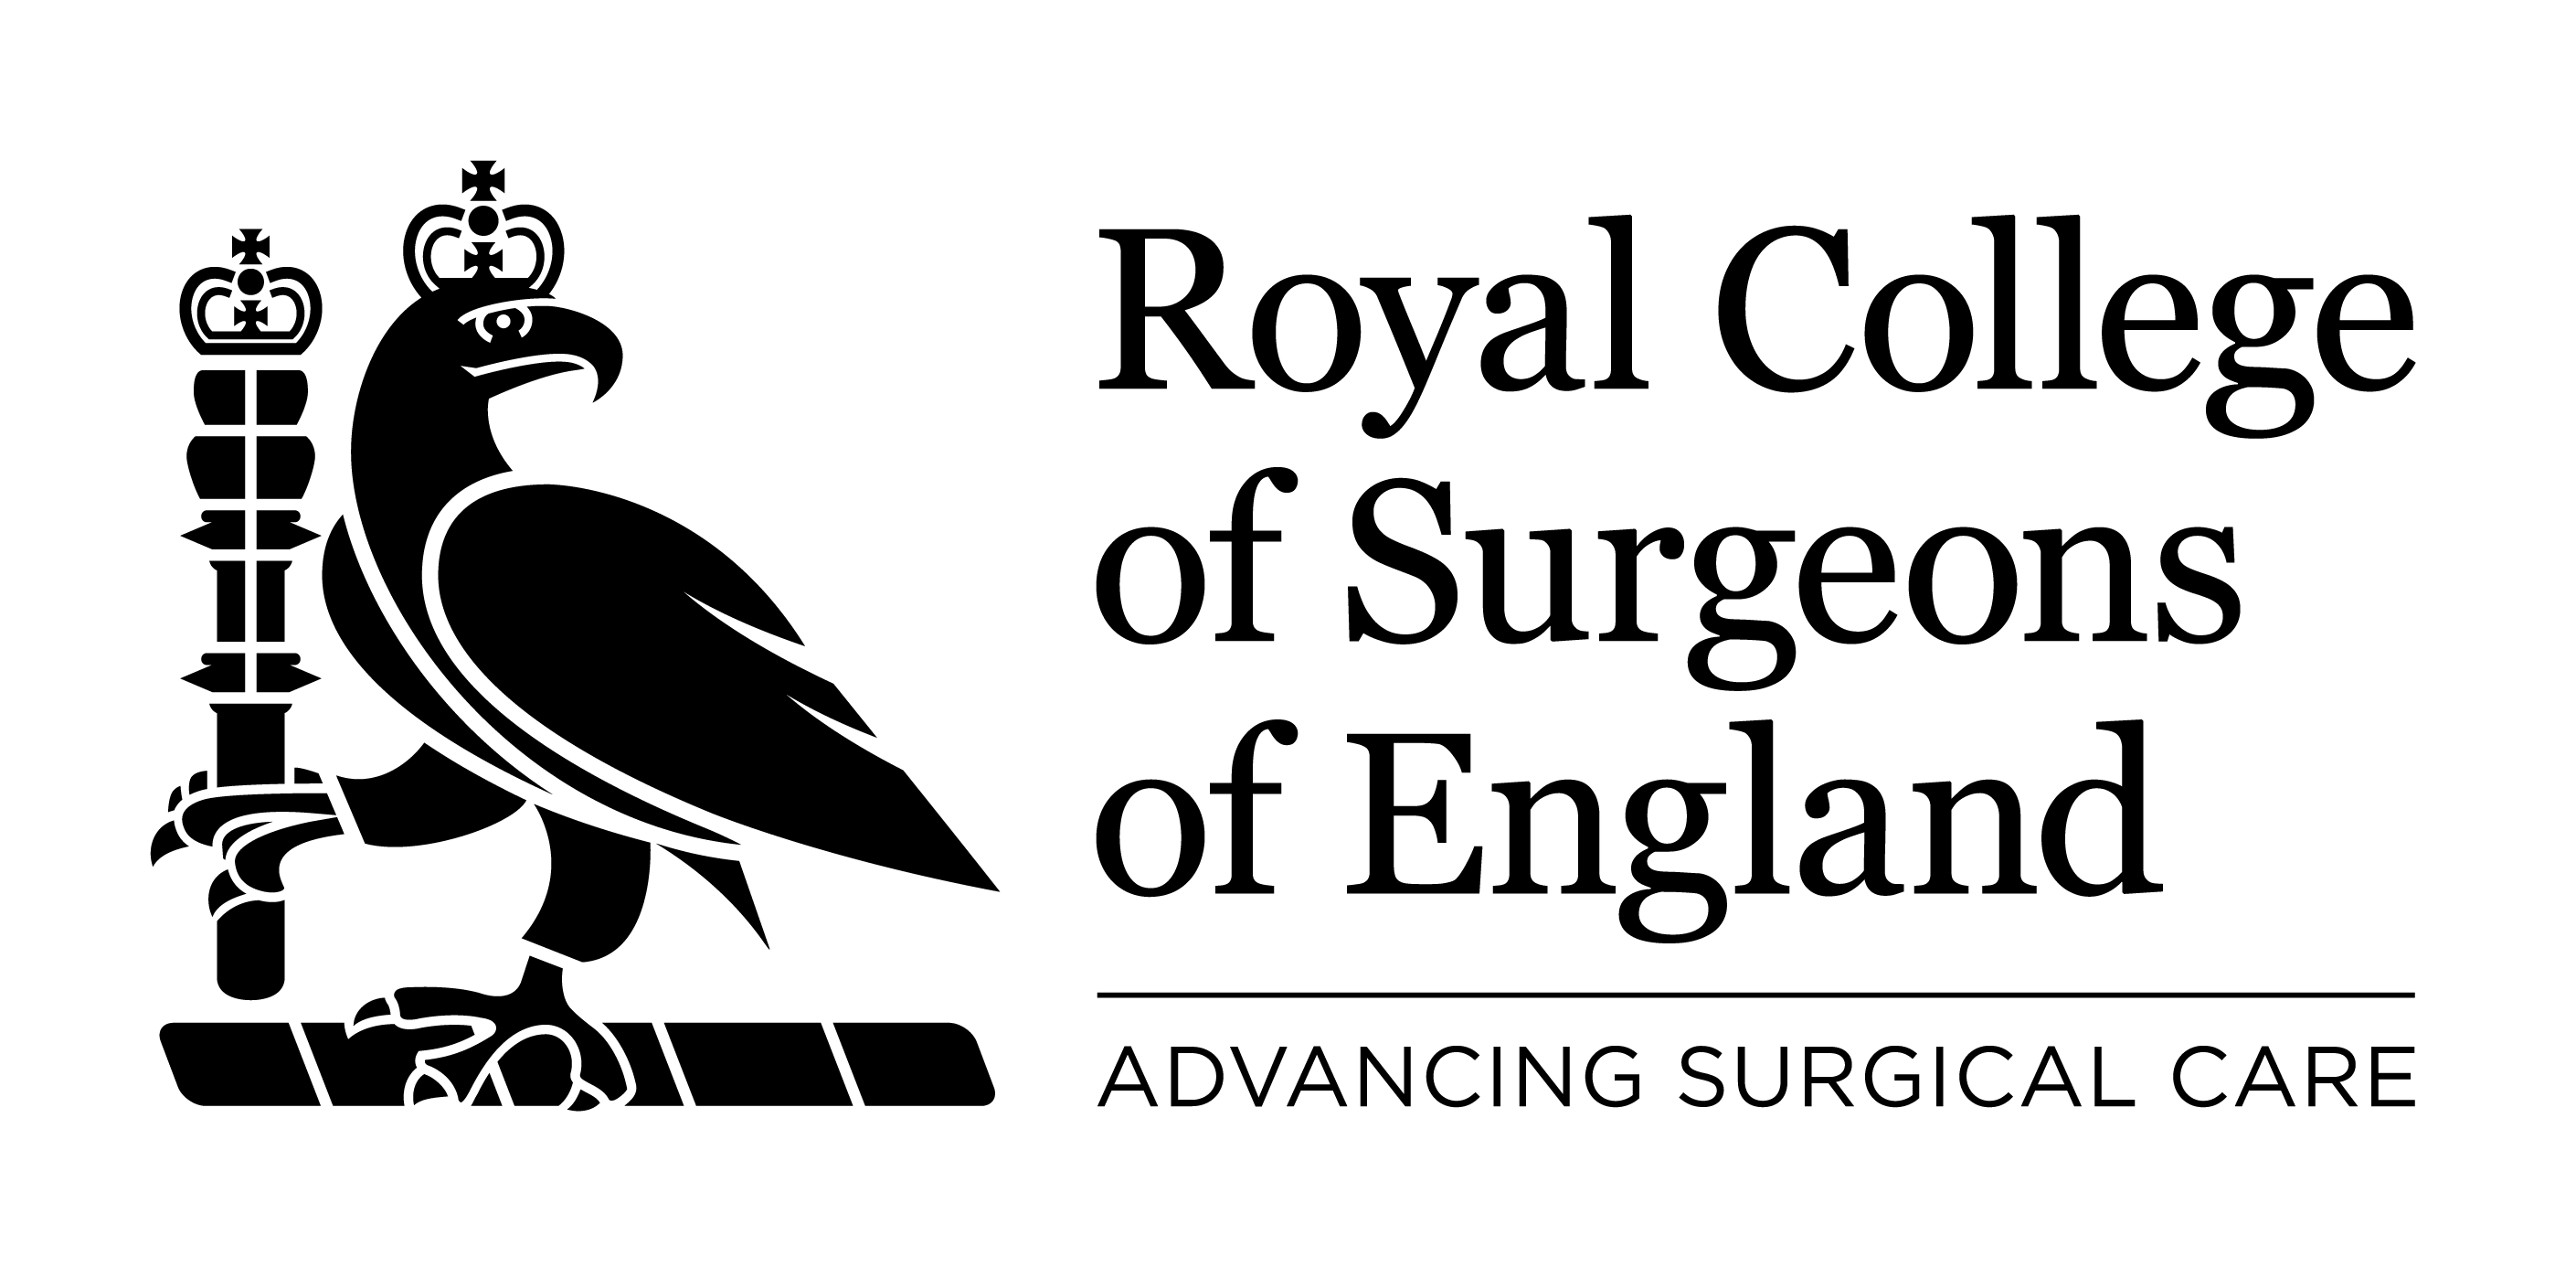 Royal College
of Surgeons
of England
ADVANCING SURGICAL CARE